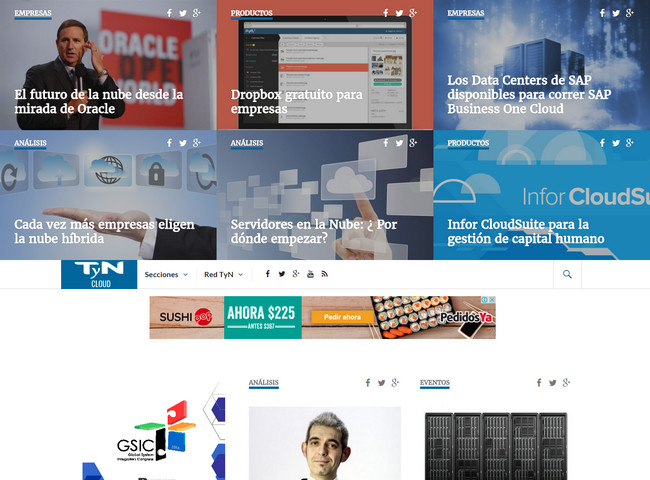 EMPRESAS
ORACLE
El futuro de la nube desde la
mirada de Oracle
PRODUCTOS
Dropbox gratuito para
empresas
EMPRESAS
Los Data Centers de SAP
disponibles para correr SAP
Business One Cloud
ANÁLISIS
Cada vez más empresas eligen
la nube híbrida
ANÁLISIS
Servidores en la Nube: ¿ Por
dónde empezar?
PRODUCTOS
Infor CloudSu
Infor CloudSuite para la
gestión de capital humano
TyN
CLOUD
Secciones
Red TyN
SUSHI POP
AHORA $225
ANTES $367
Pedir ahora
PedidosYa
GSIC
Global System
Integrators Company
ANÁLISIS
EVENTOS